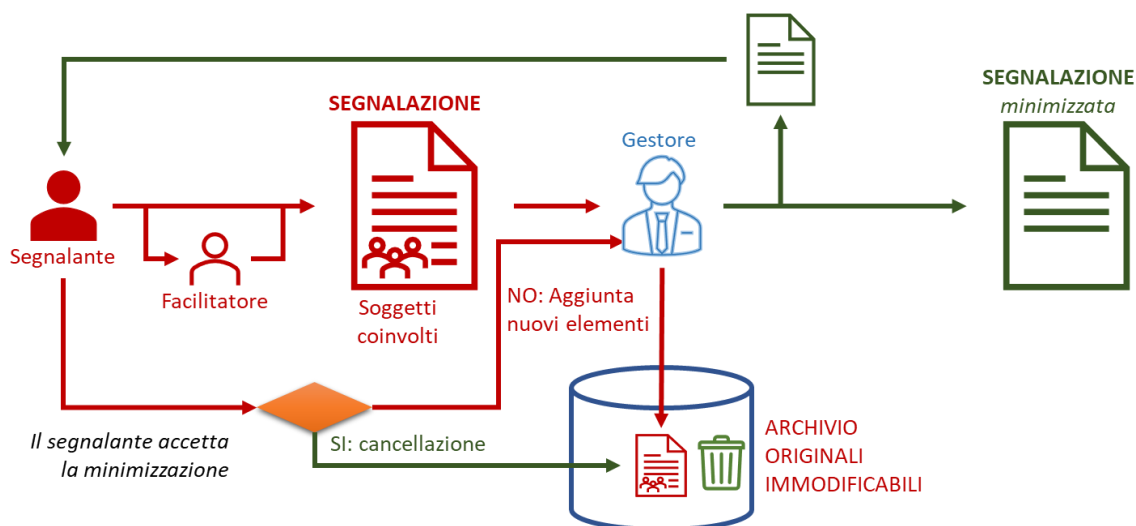 SEGNALAZIONE
minimizzata
SEGNALAZIONE
Gestore
Segnalante
Facilitatore
Soggetti
coinvolti
NO: Aggiunta
nuovi elementi
Il segnalante accetta
la minimizzazione
SI: cancellazione
ARCHIVIO
ORIGINALI
IMMODIFICABILI